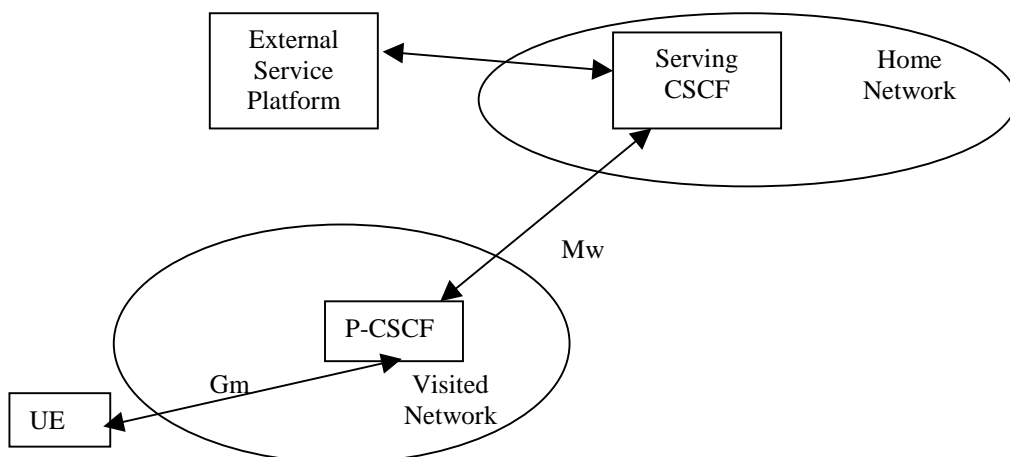 External
Service
Platform
Serving
CSCF
Home
Network
Mw
P-CSCF
Gm
Visited
Network
UE